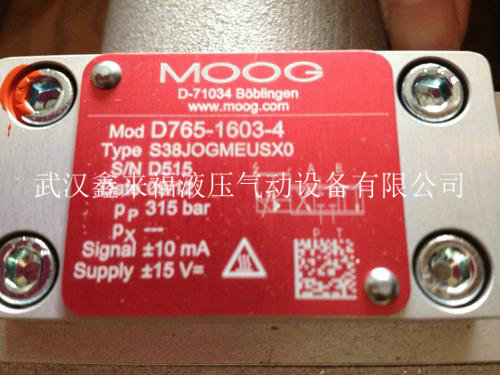 MOOG
D-71034 Böblingen
www.moog.com
Mod D765-1603-4
Type S38JOGMEUSX0
S/N D515
A B
武汉鑫来福液压气动设备有限公司
pP 315 bar
pX ---
P T
Signal ±10 mA
Supply ±15 V=